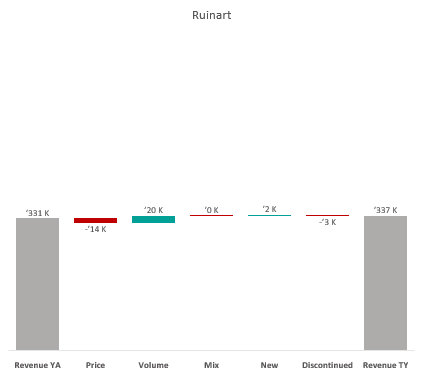 Ruinart
'331 K
-'14 K
'20 K
'0 K
'2 K
-'3 K
'337 K
Revenue YA Price Volume Mix New Discontinued Revenue TY